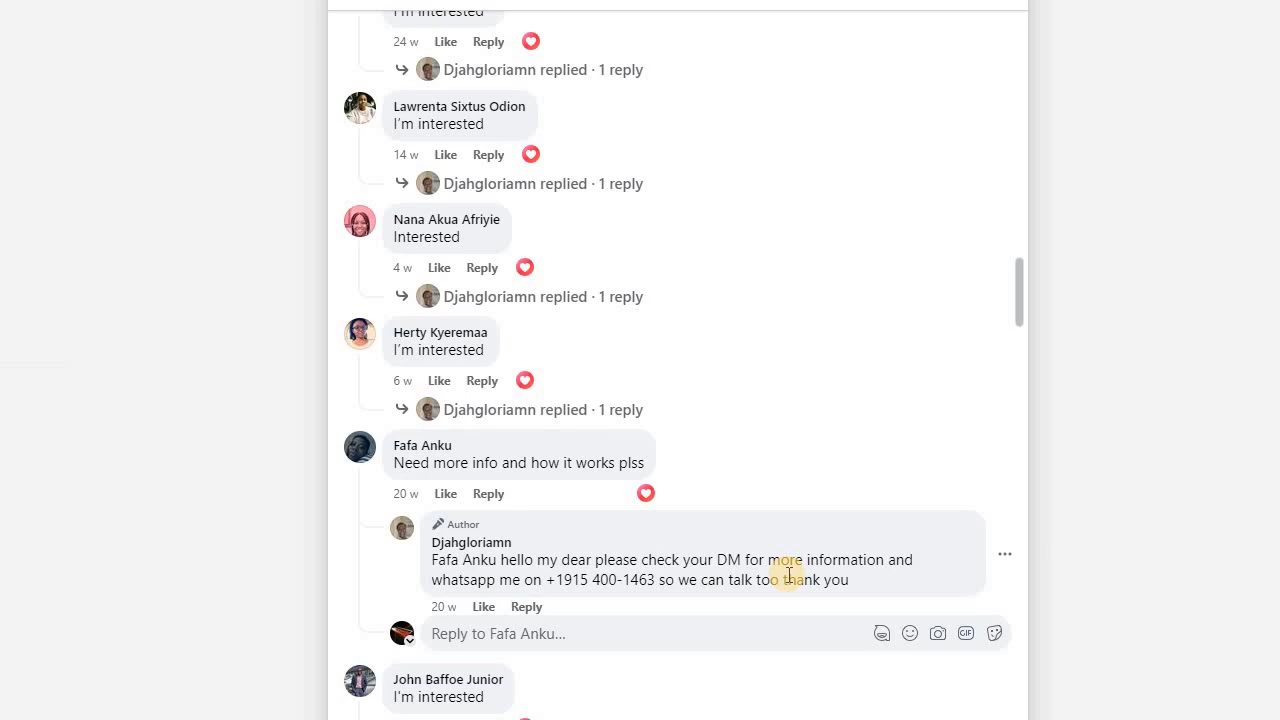 I'm interested
24 w Like Reply
Djahgloriamn replied · 1 reply
Lawrenta Sixtus Odion
I'm interested
14 w Like Reply
Djahgloriamn replied · 1 reply
Nana Akua Afriyie
Interested
4 w Like Reply
Djahgloriamn replied · 1 reply
Herty Kyeremaa
I'm interested
6 w Like Reply
Djahgloriamn replied · 1 reply
Fafa Anku
Need more info and how it works plss
20 w Like Reply
Author
Djahgloriamn
Fafa Anku hello my dear please check your DM for more information and
whatsapp me on +1915 400-1463 so we can talk too thank you
20 w Like Reply
Reply to Fafa Anku...
GIF
John Baffoe Junior
I'm interested